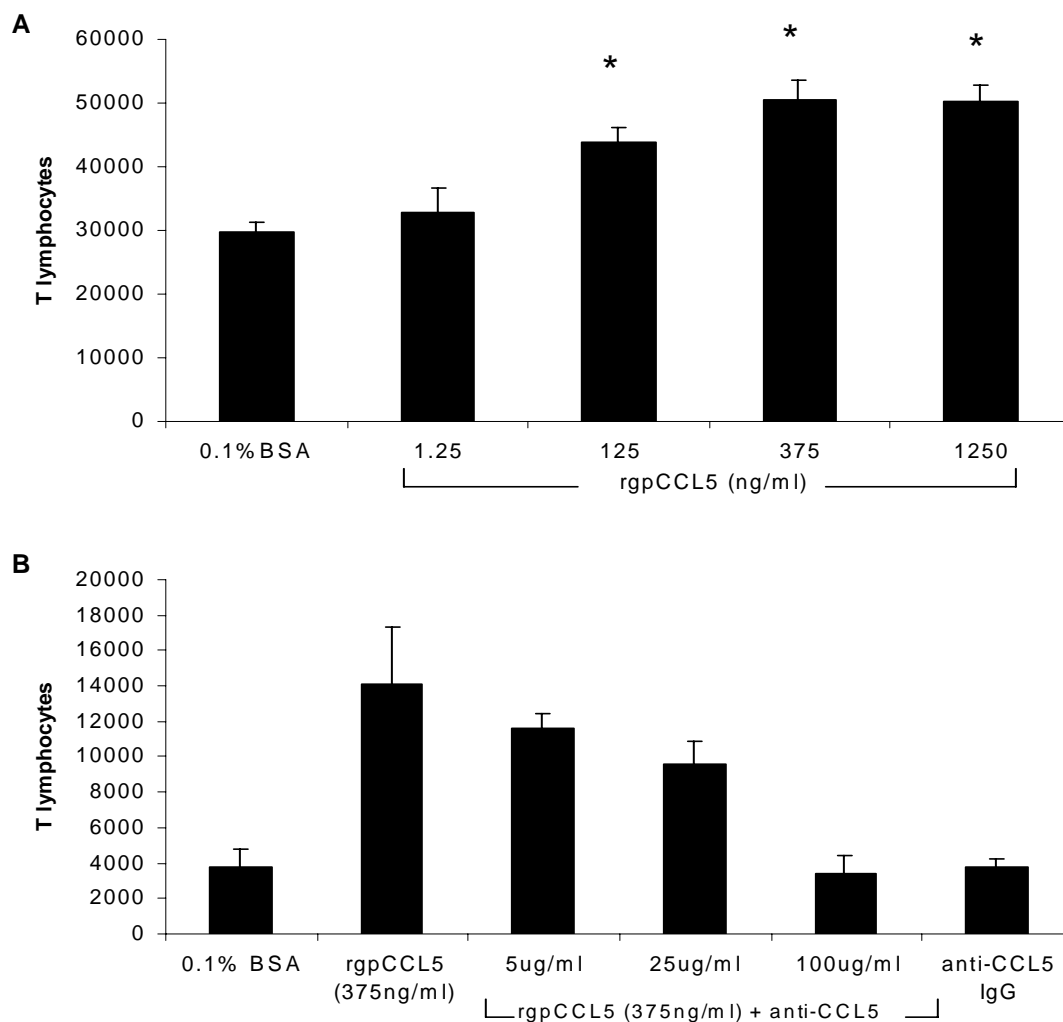 A
T lymphocytes
60000
50000
40000
30000
20000
10000
0
* * *
0.1% BSA 1.25 125 375 1250
rgpCCL5 (ng/ml)
B
T lymphocytes
20000
18000
16000
14000
12000
10000
8000
6000
4000
2000
0
0.1% BSA rgpCCL5 5ug/ml 25ug/ml 100ug/ml anti-CCL5
(375ng/ml) IgG
rgpCCL5 (375ng/ml) + anti-CCL5